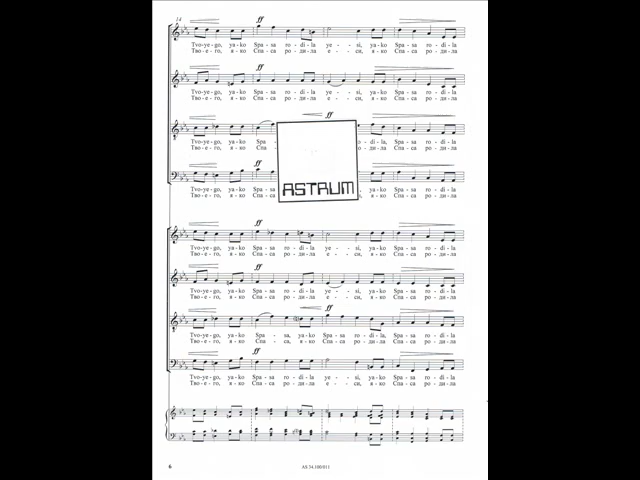 14
ff
Tvo-ye-go, ya-ko Spa-sa ro-di-la ye-si, ya-ko Spa-sa ro-di-la
Тво-е-го, я-ко Спа-са ро-ди-ла е-си, я-ко Спа-са ро-ди-ла
ff
Tvo-ye-go, ya-ko Spa-sa ro-di-la ye-si, ya-ko Spa-sa ro-di-la
Тво-е-го, я-ко Спа-са ро-ди-ла е-си, я-ко Спа-са ро-ди-ла
ff
Tvo-ye-go, ya-ko Spa-sa, ya-ko Spa-sa ro-di-la
Тво-е-го, я-ко Спа-са, я-ко Спа-са ро-ди-ла
ff
ASTRUM
Tvo-ye-go, ya-ko Spa-sa ya-ko Spa-sa ro-di-la
Тво-е-го, я-ко Спа-са я-ко Спа-са ро-ди-ла
ff
Tvo-ye-go, ya-ko Spa-sa ro-di-la ye-si, ya-ko Spa-sa ro-di-la
Тво-е-го, я-ко Спа-са ро-ди-ла е-си, я-ко Спа-са ро-ди-ла
ff
Tvo-ye-go, ya-ko Spa-sa ro-di-la ye-si, ya-ko Spa-sa ro-di-la
Тво-е-го, я-ко Спа-са ро-ди-ла е-си, я-ко Спа-са ро-ди-ла
ff
Tvo-ye-go, ya-ko Spa-sa, ya-ko Spa-sa ro-di-la
Тво-е-го, я-ко Спа-са, я-ко Спа-са ро-ди-ла
ff
Tvo-ye-go, ya-ko Spa-sa ro-di-la ye-si, ya-ko Spa-sa ro-di-la
Тво-е-го, я-ко Спа-са ро-ди-ла е-си, я-ко Спа-са ро-ди-ла
6
AS 34.100/011